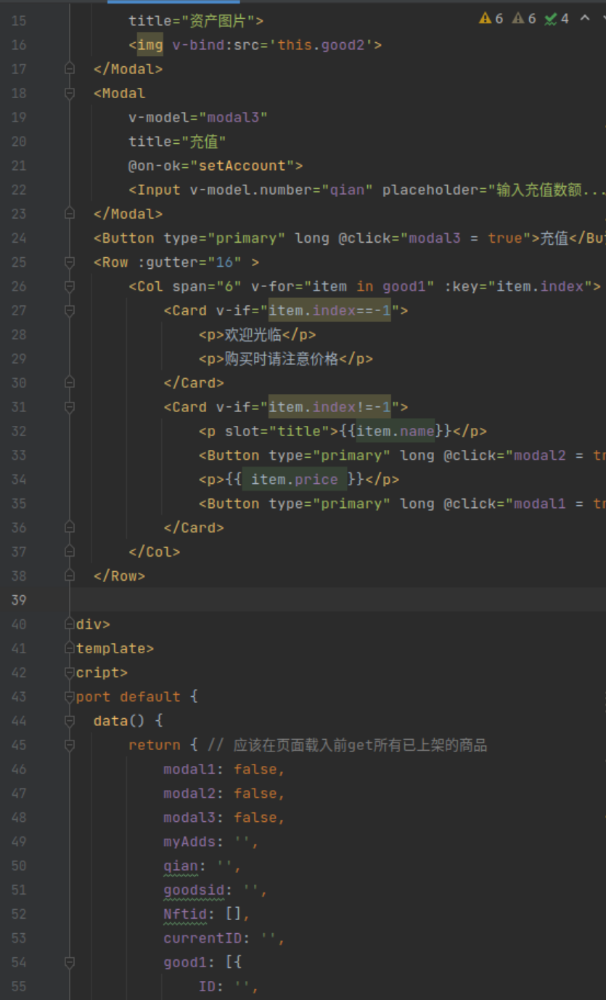 15 title="资产图片"> 6 6 4
16 <img v-bind:src='this.good2'>
17 </Modal>
18 <Modal
19 v-model="modal3"
20 title="充值"
21 @on-ok="setAccount">
22 <Input v-model.number="qian" placeholder="输入充值数额...
23 </Modal>
24 <Button type="primary" long @click="modal3 = true">充值</But
25 <Row :gutter="16" >
26 <Col span="6" v-for="item in good1" :key="item.index">
27 <Card v-if="item.index==-1">
28 <p>欢迎光临</p>
29 <p>购买时请注意价格</p>
30 </Card>
31 <Card v-if="item.index!=-1">
32 <p slot="title">{{item.name}}</p>
33 <Button type="primary" long @click="modal2 = tr
34 <p>{{ item.price }}</p>
35 <Button type="primary" long @click="modal1 = tr
36 </Card>
37 </Col>
38 </Row>
39
40 div>
41 template>
42 cript>
43 port default {
44 data() {
45 return { // 应该在页面载入前get所有已上架的商品
46 modal1: false,
47 modal2: false,
48 modal3: false,
49 myAdds: '',
50 qian: '',
51 goodsid: '',
52 Nftid: [],
53 currentID: '',
54 good1: [{
55 ID: '',